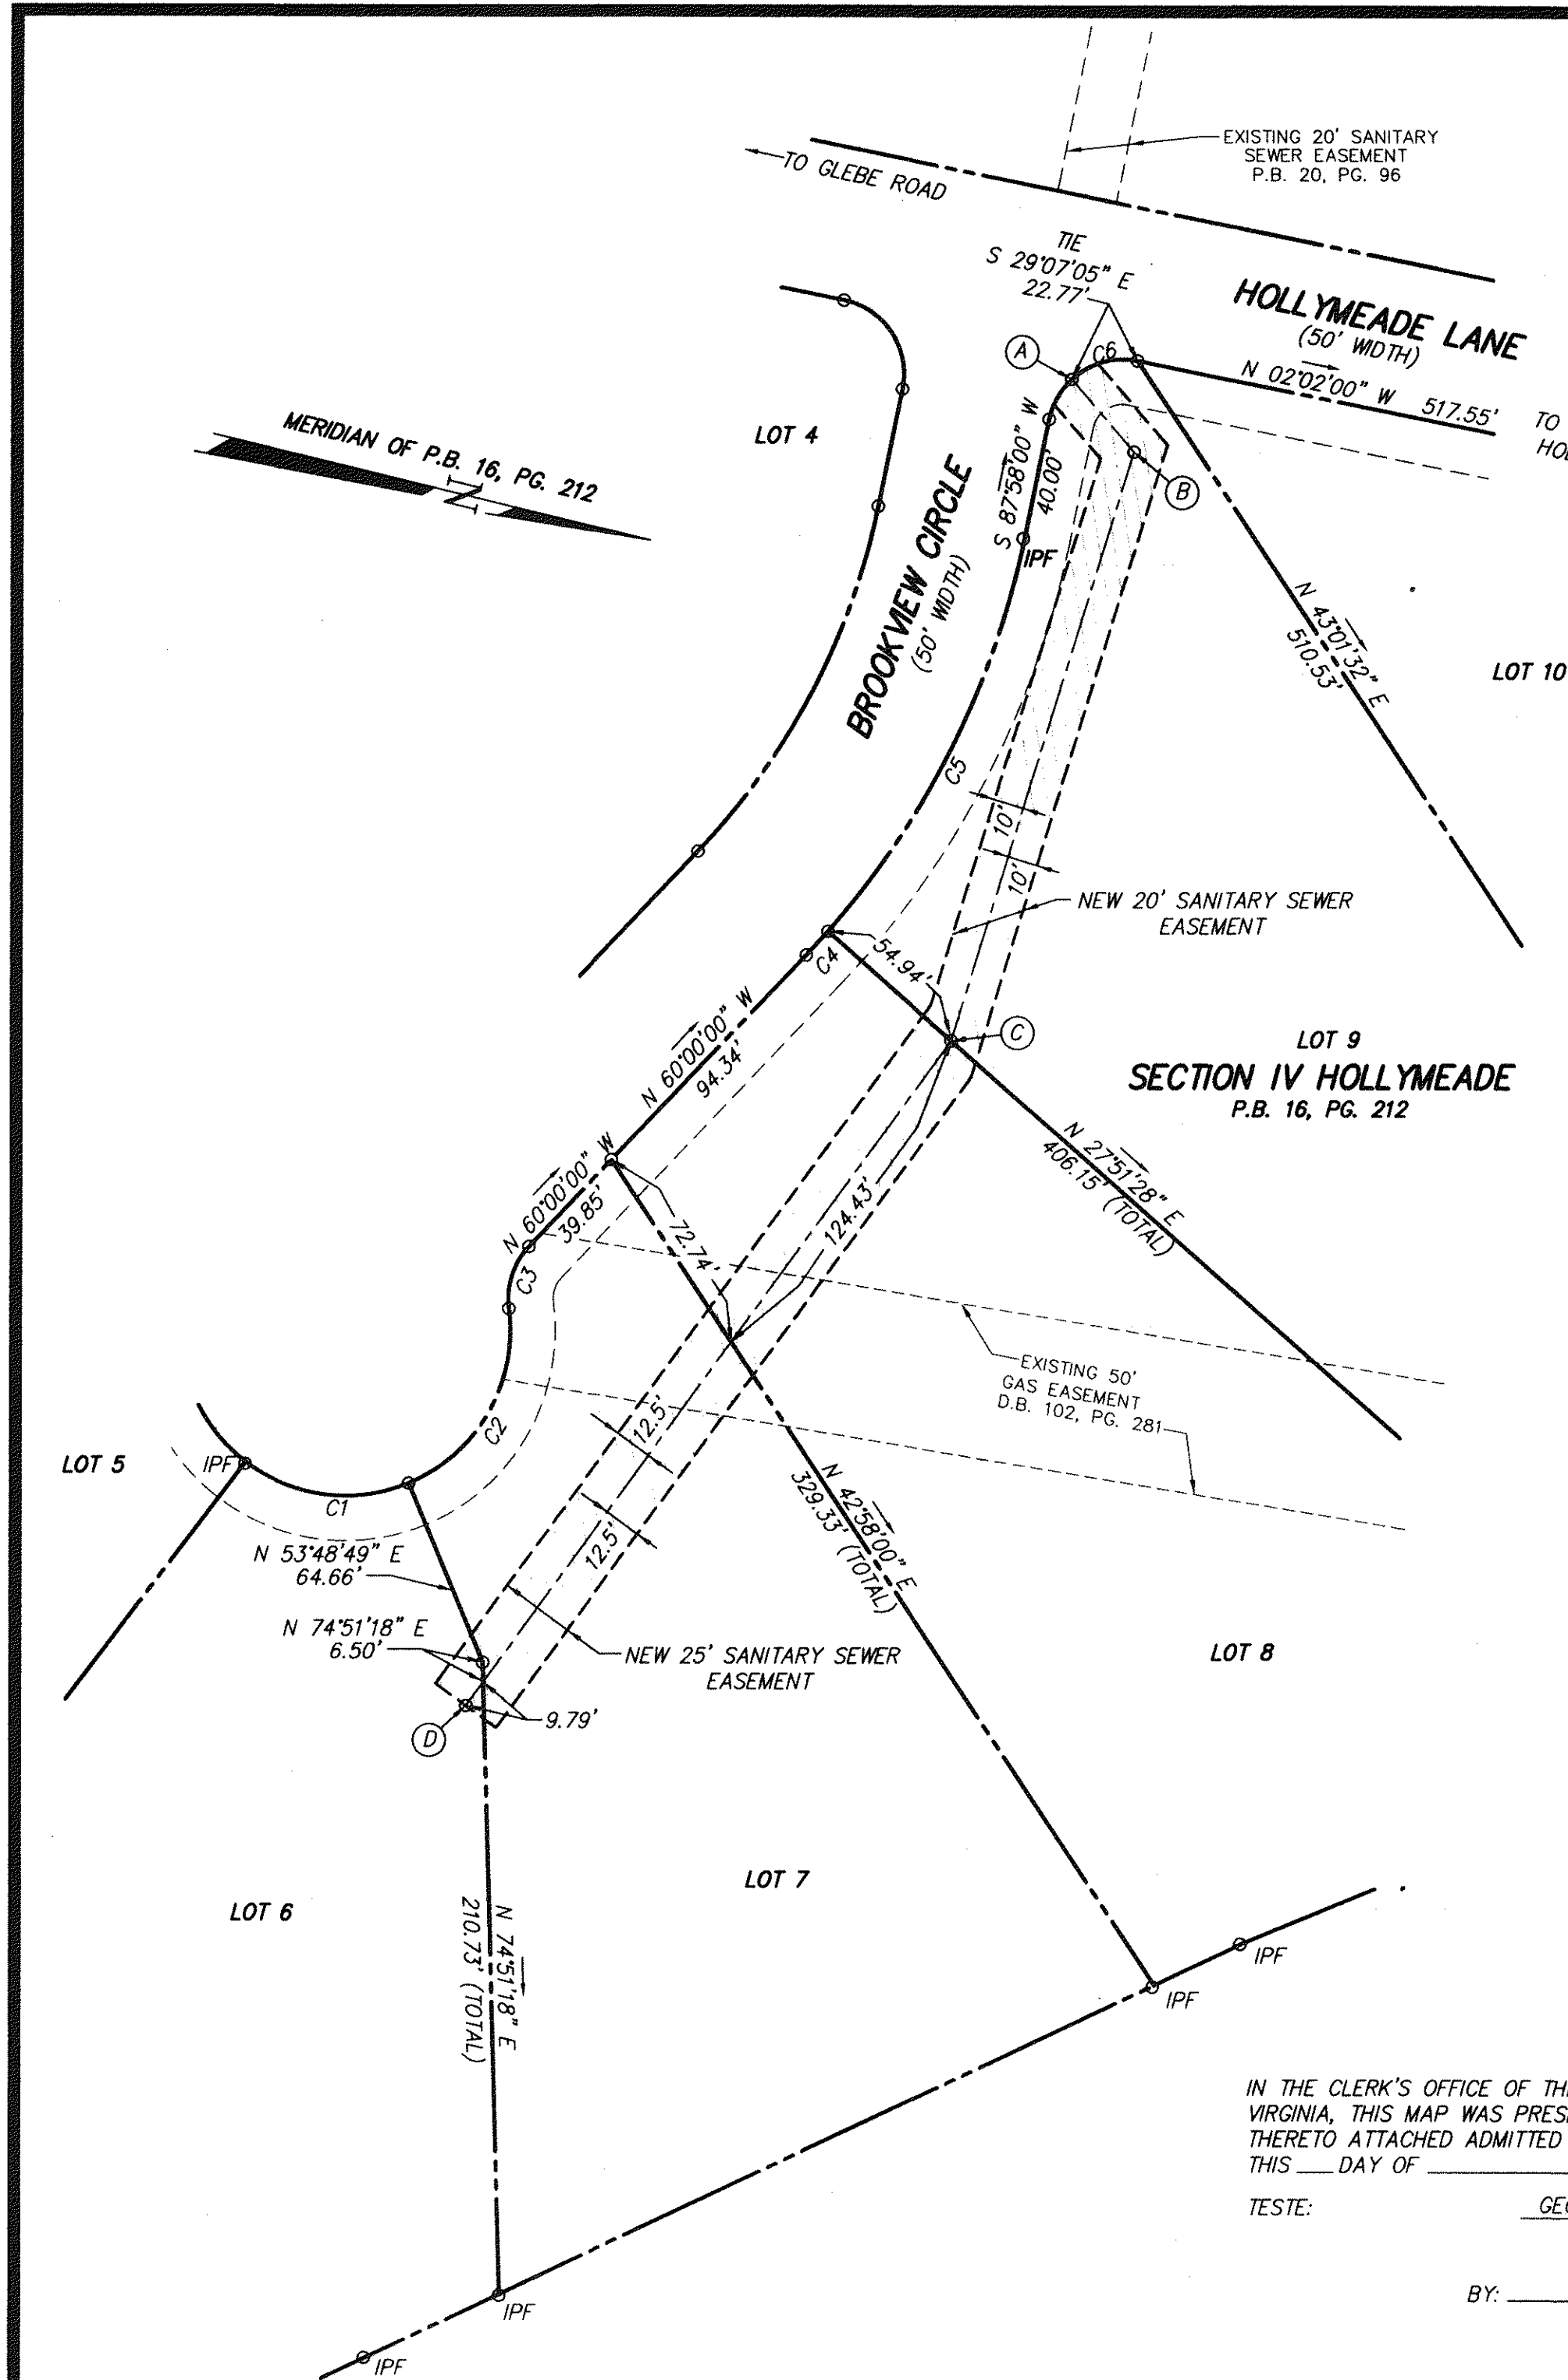 EXISTING 20' SANITARY
SEWER EASEMENT
P.B. 20, PG. 96
TO GLEBE ROAD
TIE
S 29°07'05" E
22.77'
HOLLYMEADE LANE
(50' WIDTH)
N 02°02'00" W 517.55'
TO
A
C6
B
MERIDIAN OF P.B. 16, PG. 212
N
LOT 4
S 87°58'00" W
40.00'
IPF
BROOKVIEW CIRCLE
(50' WIDTH)
N 43°01'32" E
510.53'
LOT 10
C5
10'
10'
NEW 20' SANITARY SEWER
EASEMENT
54.94'
C4
C
LOT 9
SECTION IV HOLLYMEADE
P.B. 16, PG. 212
N 60°00'00" W
94.34'
N 27°51'28" E
406.15' (TOTAL)
N 60°00'00" W
39.85'
C3
72.74'
124.43'
EXISTING 50'
GAS EASEMENT
D.B. 102, PG. 281
C2
12.5'
LOT 5
IPF
C1
N 42°58'00" E
329.33' (TOTAL)
12.5'
N 53°48'49" E
64.66'
N 74°51'18" E
6.50'
NEW 25' SANITARY SEWER
EASEMENT
LOT 8
9.79'
D
LOT 7
LOT 6
N 74°51'18" E
210.73' (TOTAL)
IPF
IPF
IN THE CLERK'S OFFICE OF
VIRGINIA, THIS MAP WAS
THERETO ATTACHED ADMITTED
THIS ___ DAY OF ___
TESTE:
BY: ___
IPF
IPF